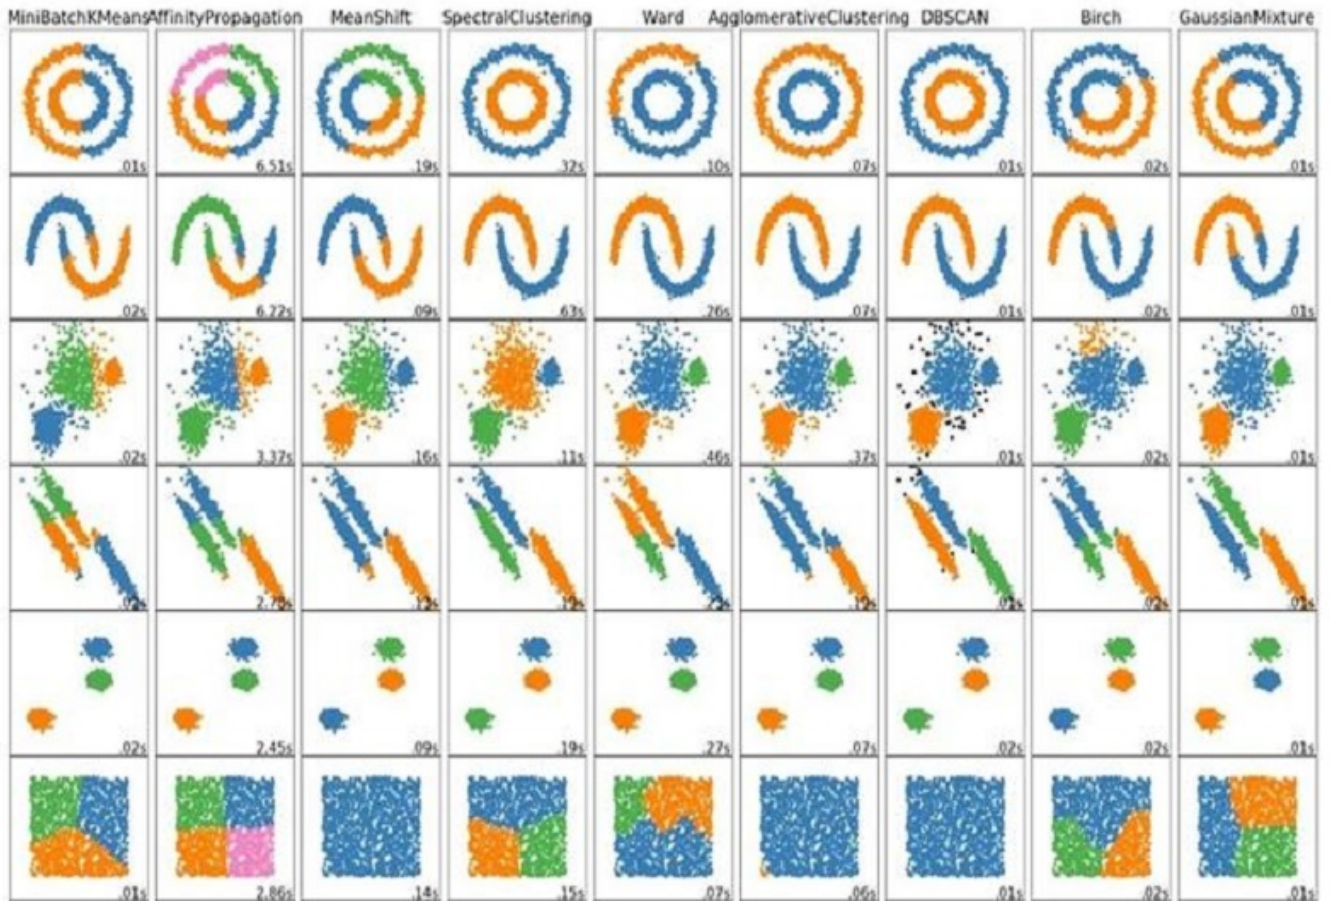 MiniBatchKMeans AffinityPropagation MeanShift SpectralClustering Ward AgglomerativeClustering DBSCAN Birch GaussianMixture
.01s 6.51s .19s .32s .10s .07s .01s .02s .01s
.02s 6.72s .09s .63s .26s .07s .01s .02s .01s
.02s 3.37s .16s .11s .46s .37s .01s .02s .01s
.01s .02s .01s
.02s 2.45s .09s .19s .27s .07s .02s .02s .01s
.01s 2.86s .14s .15s .07s .06s .01s .02s .01s